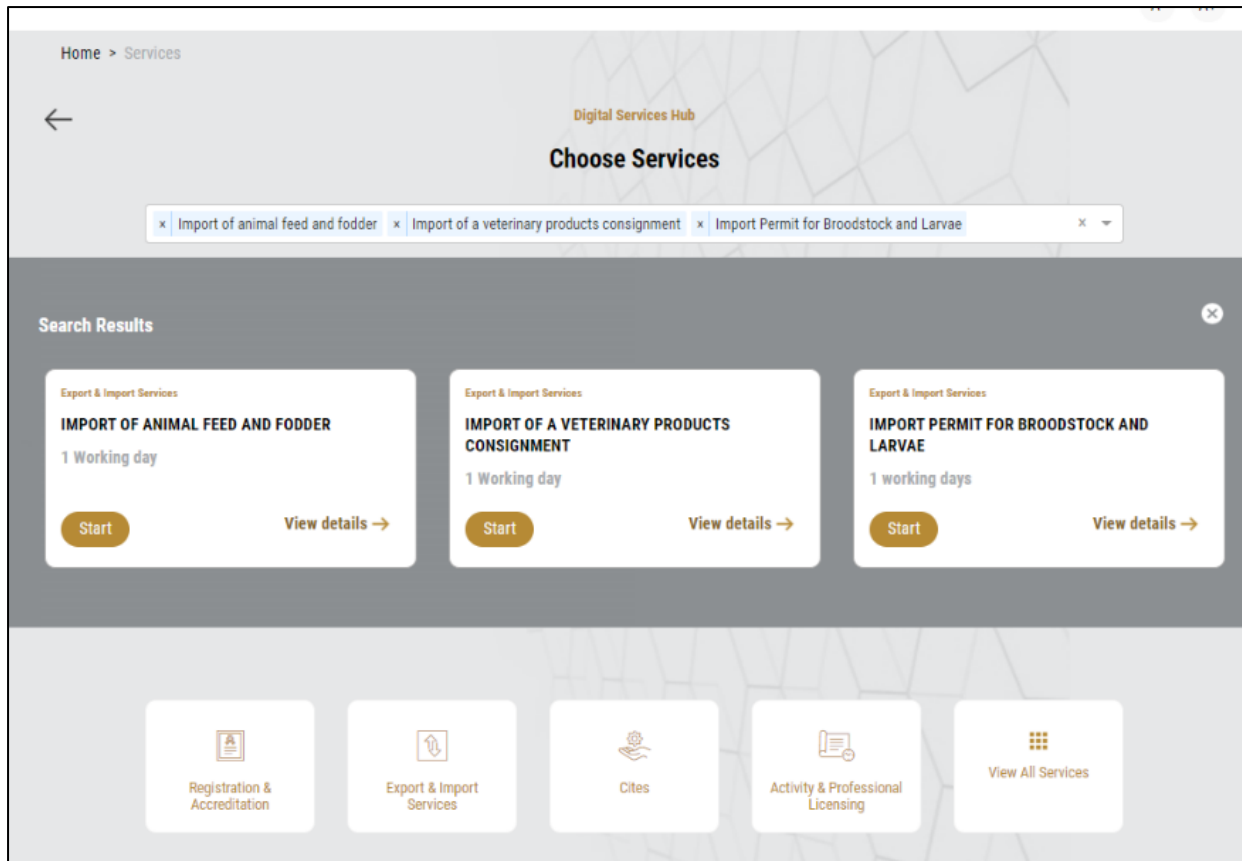 Home > Services
Digital Services Hub
Choose Services
× Import of animal feed and fodder × Import of a veterinary products consignment × Import Permit for Broodstock and Larvae ×
Search Results
Export & Import Services
IMPORT OF ANIMAL FEED AND FODDER
1 Working day
Start
View details →
Export & Import Services
IMPORT OF A VETERINARY PRODUCTS
CONSIGNMENT
1 Working day
Start
View details →
Export & Import Services
IMPORT PERMIT FOR BROODSTOCK AND
LARVAE
1 working days
Start
View details →
Registration &
Accreditation
Export & Import
Services
Cites
Activity & Professional
Licensing
View All Services